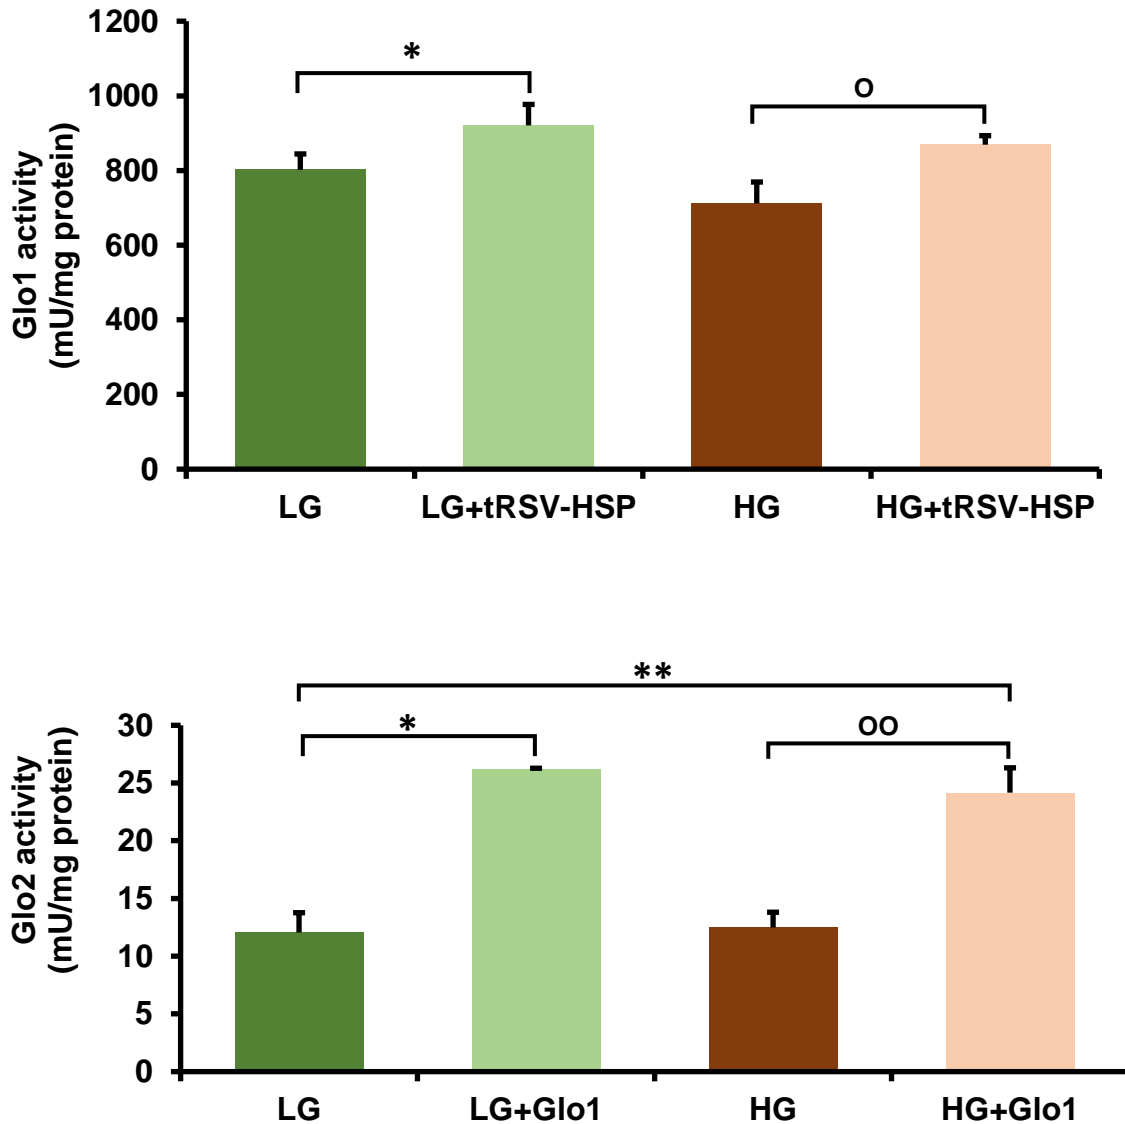 1200
1000
800
600
400
200
0
Glo1 activity
(mU/mg protein)
*
o
LG
LG+tRSV-HSP
HG
HG+tRSV-HSP
**
*
oo
30
25
20
15
10
5
0
Glo2 activity
(mU/mg protein)
LG
LG+Glo1
HG
HG+Glo1